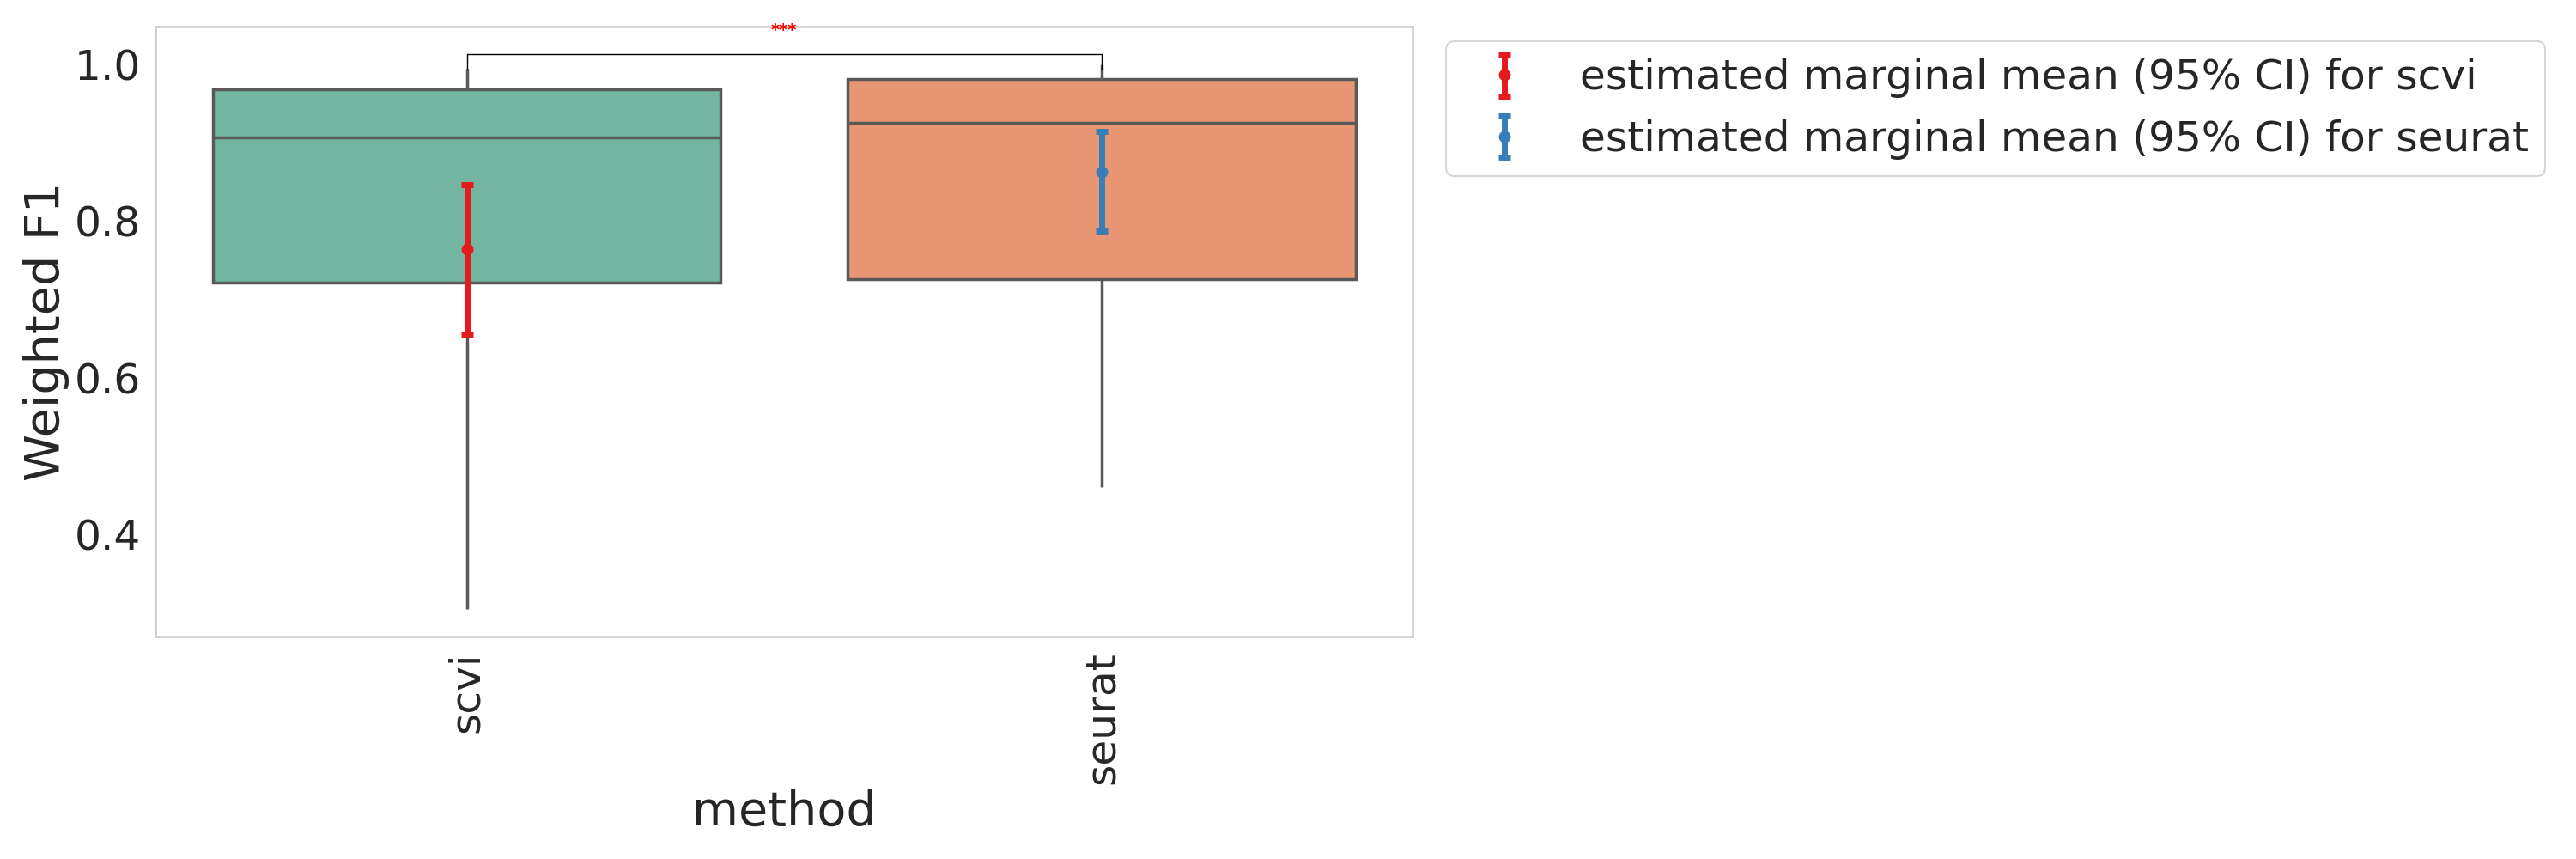 ***
1.0
0.8
0.6
0.4
Weighted F1
scvi
seurat
method
estimated marginal mean (95% CI) for scvi
estimated marginal mean (95% CI) for seurat